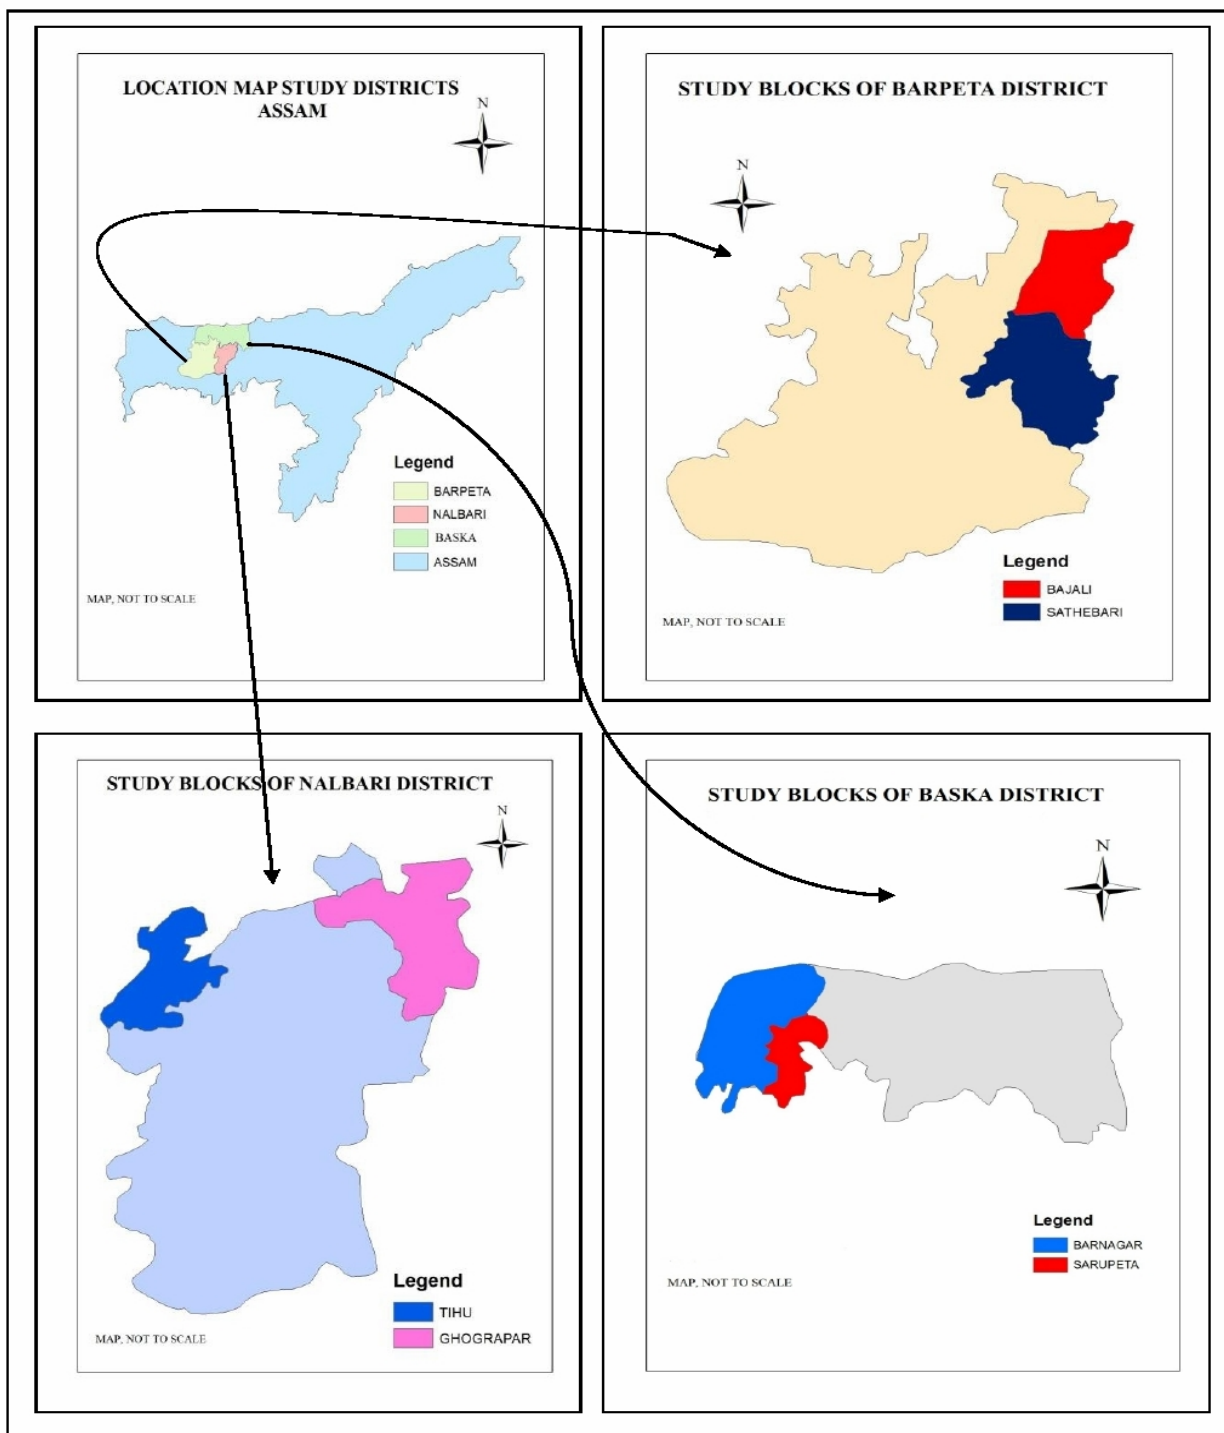 LOCATION MAP STUDY DISTRICTS
ASSAM
N
Legend
BARPETA
NALBARI
BASKA
ASSAM
MAP, NOT TO SCALE
STUDY BLOCKS OF BARPETA DISTRICT
N
Legend
BAJALI
SATHEBARI
MAP, NOT TO SCALE
STUDY BLOCKS OF NALBARI DISTRICT
N
Legend
TIHU
GHOGRAPAR
MAP, NOT TO SCALE
STUDY BLOCKS OF BASKA DISTRICT
N
Legend
BARNAGAR
SARUPETA
MAP, NOT TO SCALE